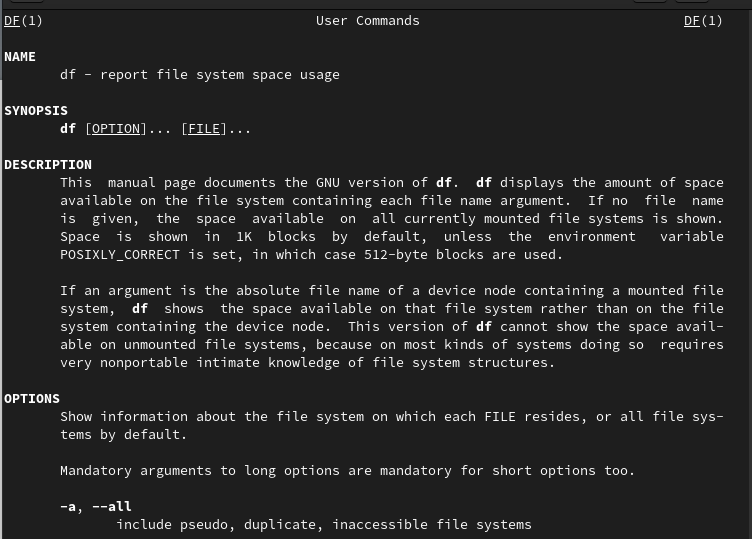 DF(1) User Commands DF(1)
NAME
df - report file system space usage
SYNOPSIS
df [OPTION]... [FILE]...
DESCRIPTION
This manual page documents the GNU version of df. df displays the amount of space
available on the file system containing each file name argument. If no file name
is given, the space available on all currently mounted file systems is shown.
Space is shown in 1K blocks by default, unless the environment variable
POSIXLY_CORRECT is set, in which case 512-byte blocks are used.
If an argument is the absolute file name of a device node containing a mounted file
system, df shows the space available on that file system rather than on the file
system containing the device node. This version of df cannot show the space avail-
able on unmounted file systems, because on most kinds of systems doing so requires
very nonportable intimate knowledge of file system structures.
OPTIONS
Show information about the file system on which each FILE resides, or all file sys-
tems by default.
Mandatory arguments to long options are mandatory for short options too.
-a, --all
include pseudo, duplicate, inaccessible file systems